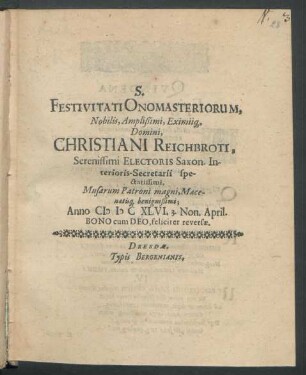 S.
FESTIVITATI ONOMASTERIORUM,
Nobilis, Amplissimi, Eximiiq,
Domini,
CHRISTIANI REICHBROTI,
Serenissimi ELECTORIS Saxon. In-
terioris-Secretarii spe-
ctatissimi,
Musarum Patroni magni, Mæce-
natisq, benignissimi,
Anno CIↃ IↃ C XLVI. 3. Non. April.
BONO cum DEO, feliciter reversæ.
DRESDÆ,
Typis BERGENIANIS,